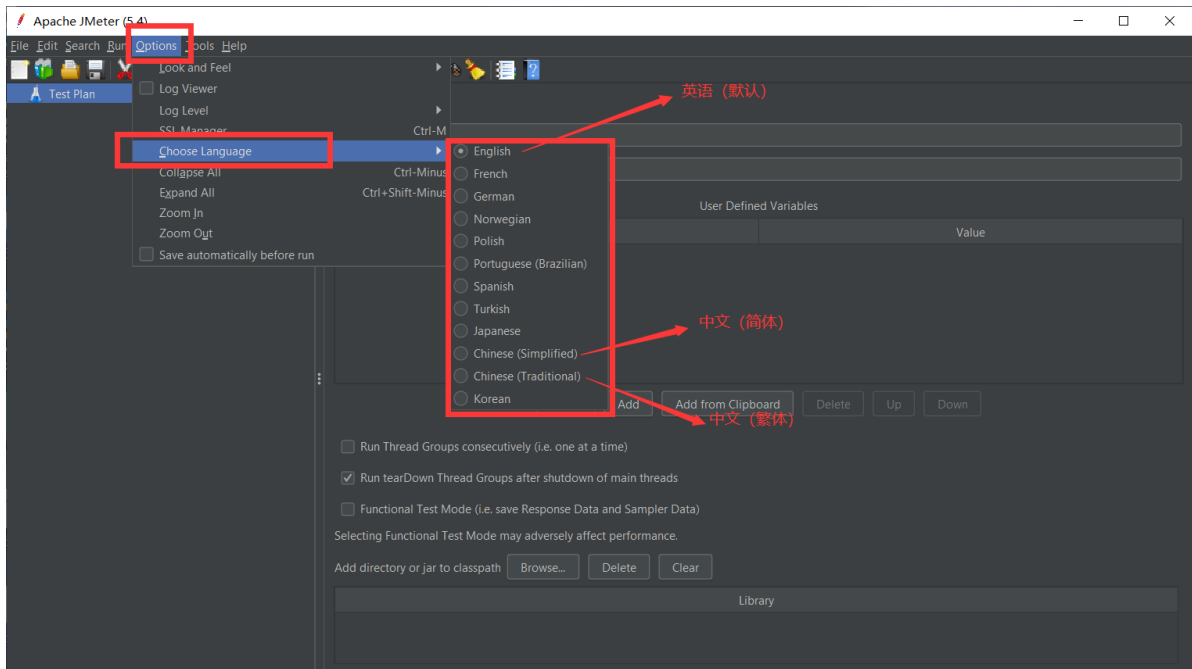 Apache JMeter (5.4)
File Edit Search Run Options Tools Help
Look and Feel
Test Plan
Log Viewer
Log Level
SSL Manager Ctrl-M
Choose Language
Collapse All Ctrl-Minus
Expand All Ctrl+Shift-Minus
Zoom In
Zoom Out
Save automatically before run
English
French
German
Norwegian
Polish
Portuguese (Brazilian)
Spanish
Turkish
Japanese
Chinese (Simplified)
Chinese (Traditional)
Korean
英语（默认）
中文（简体）
中文（繁体）
User Defined Variables
Value
Add Add from Clipboard Delete Up Down
Run Thread Groups consecutively (i.e. one at a time)
Run tearDown Thread Groups after shutdown of main threads
Functional Test Mode (i.e. save Response Data and Sampler Data)
Selecting Functional Test Mode may adversely affect performance.
Add directory or jar to classpath Browse... Delete Clear
Library